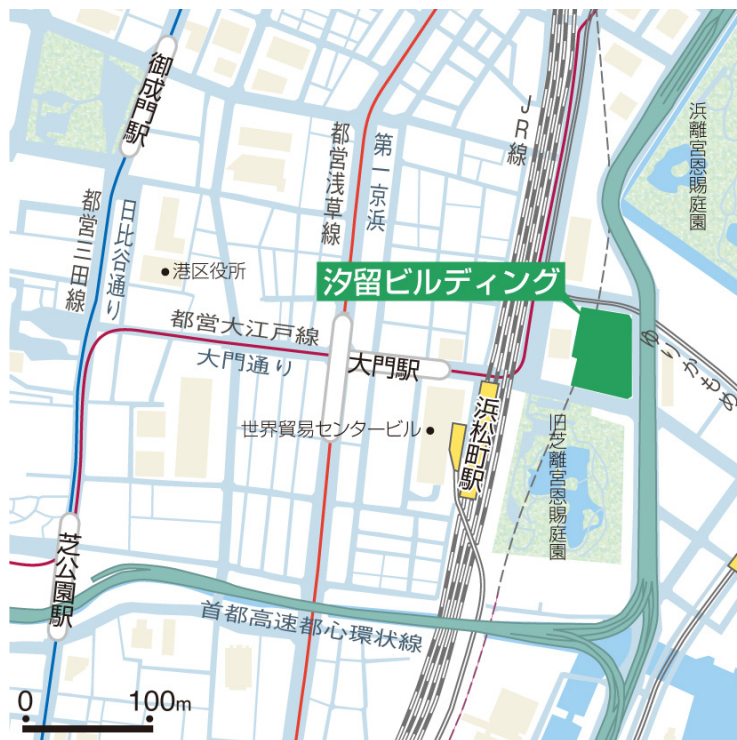 御成門駅
都営三田線
日比谷通り
港区役所
都営浅草線
第一京浜
JR線
浜離宮恩賜庭園
汐留ビルディング
都営大江戸線
大門通り
大門駅
ゆりかもめ
世界貿易センタービル
浜松町駅
旧芝離宮恩賜庭園
芝公園駅
首都高速都心環状線
0 100m